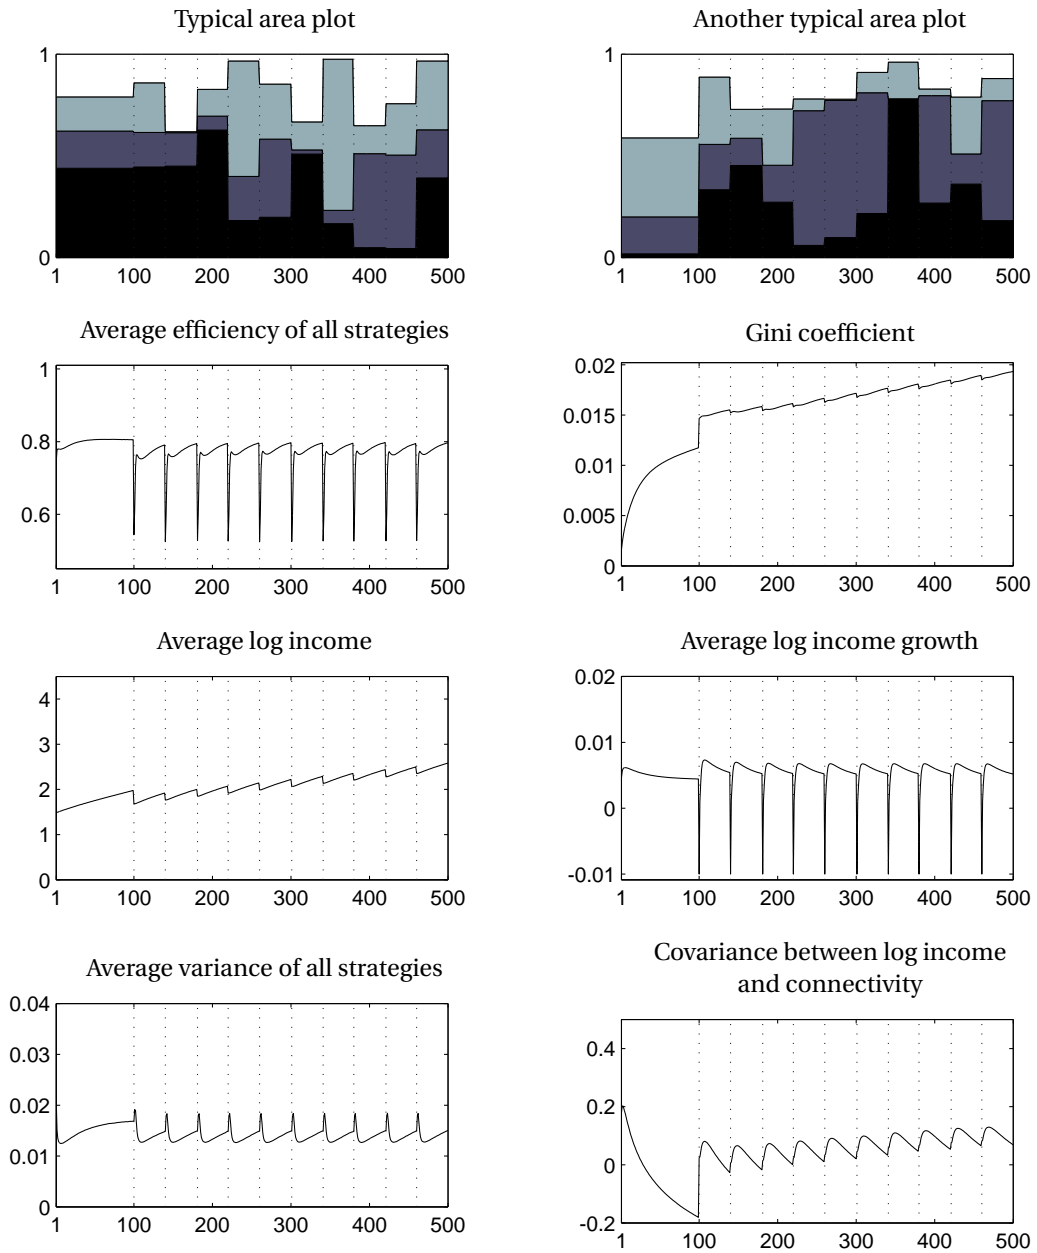 Typical area plot
1
0
1 100 200 300 400 500
Another typical area plot
1
0
1 100 200 300 400 500
Average efficiency of all strategies
1
0.8
0.6
1 100 200 300 400 500
Gini coefficient
0.02
0.015
0.01
0.005
0
1 100 200 300 400 500
Average log income
4
3
2
1
0
1 100 200 300 400 500
Average log income growth
0.02
0.01
0
-0.01
1 100 200 300 400 500
Average variance of all strategies
0.04
0.03
0.02
0.01
0
1 100 200 300 400 500
Covariance between log income
and connectivity
0.4
0.2
0
-0.2
1 100 200 300 400 500